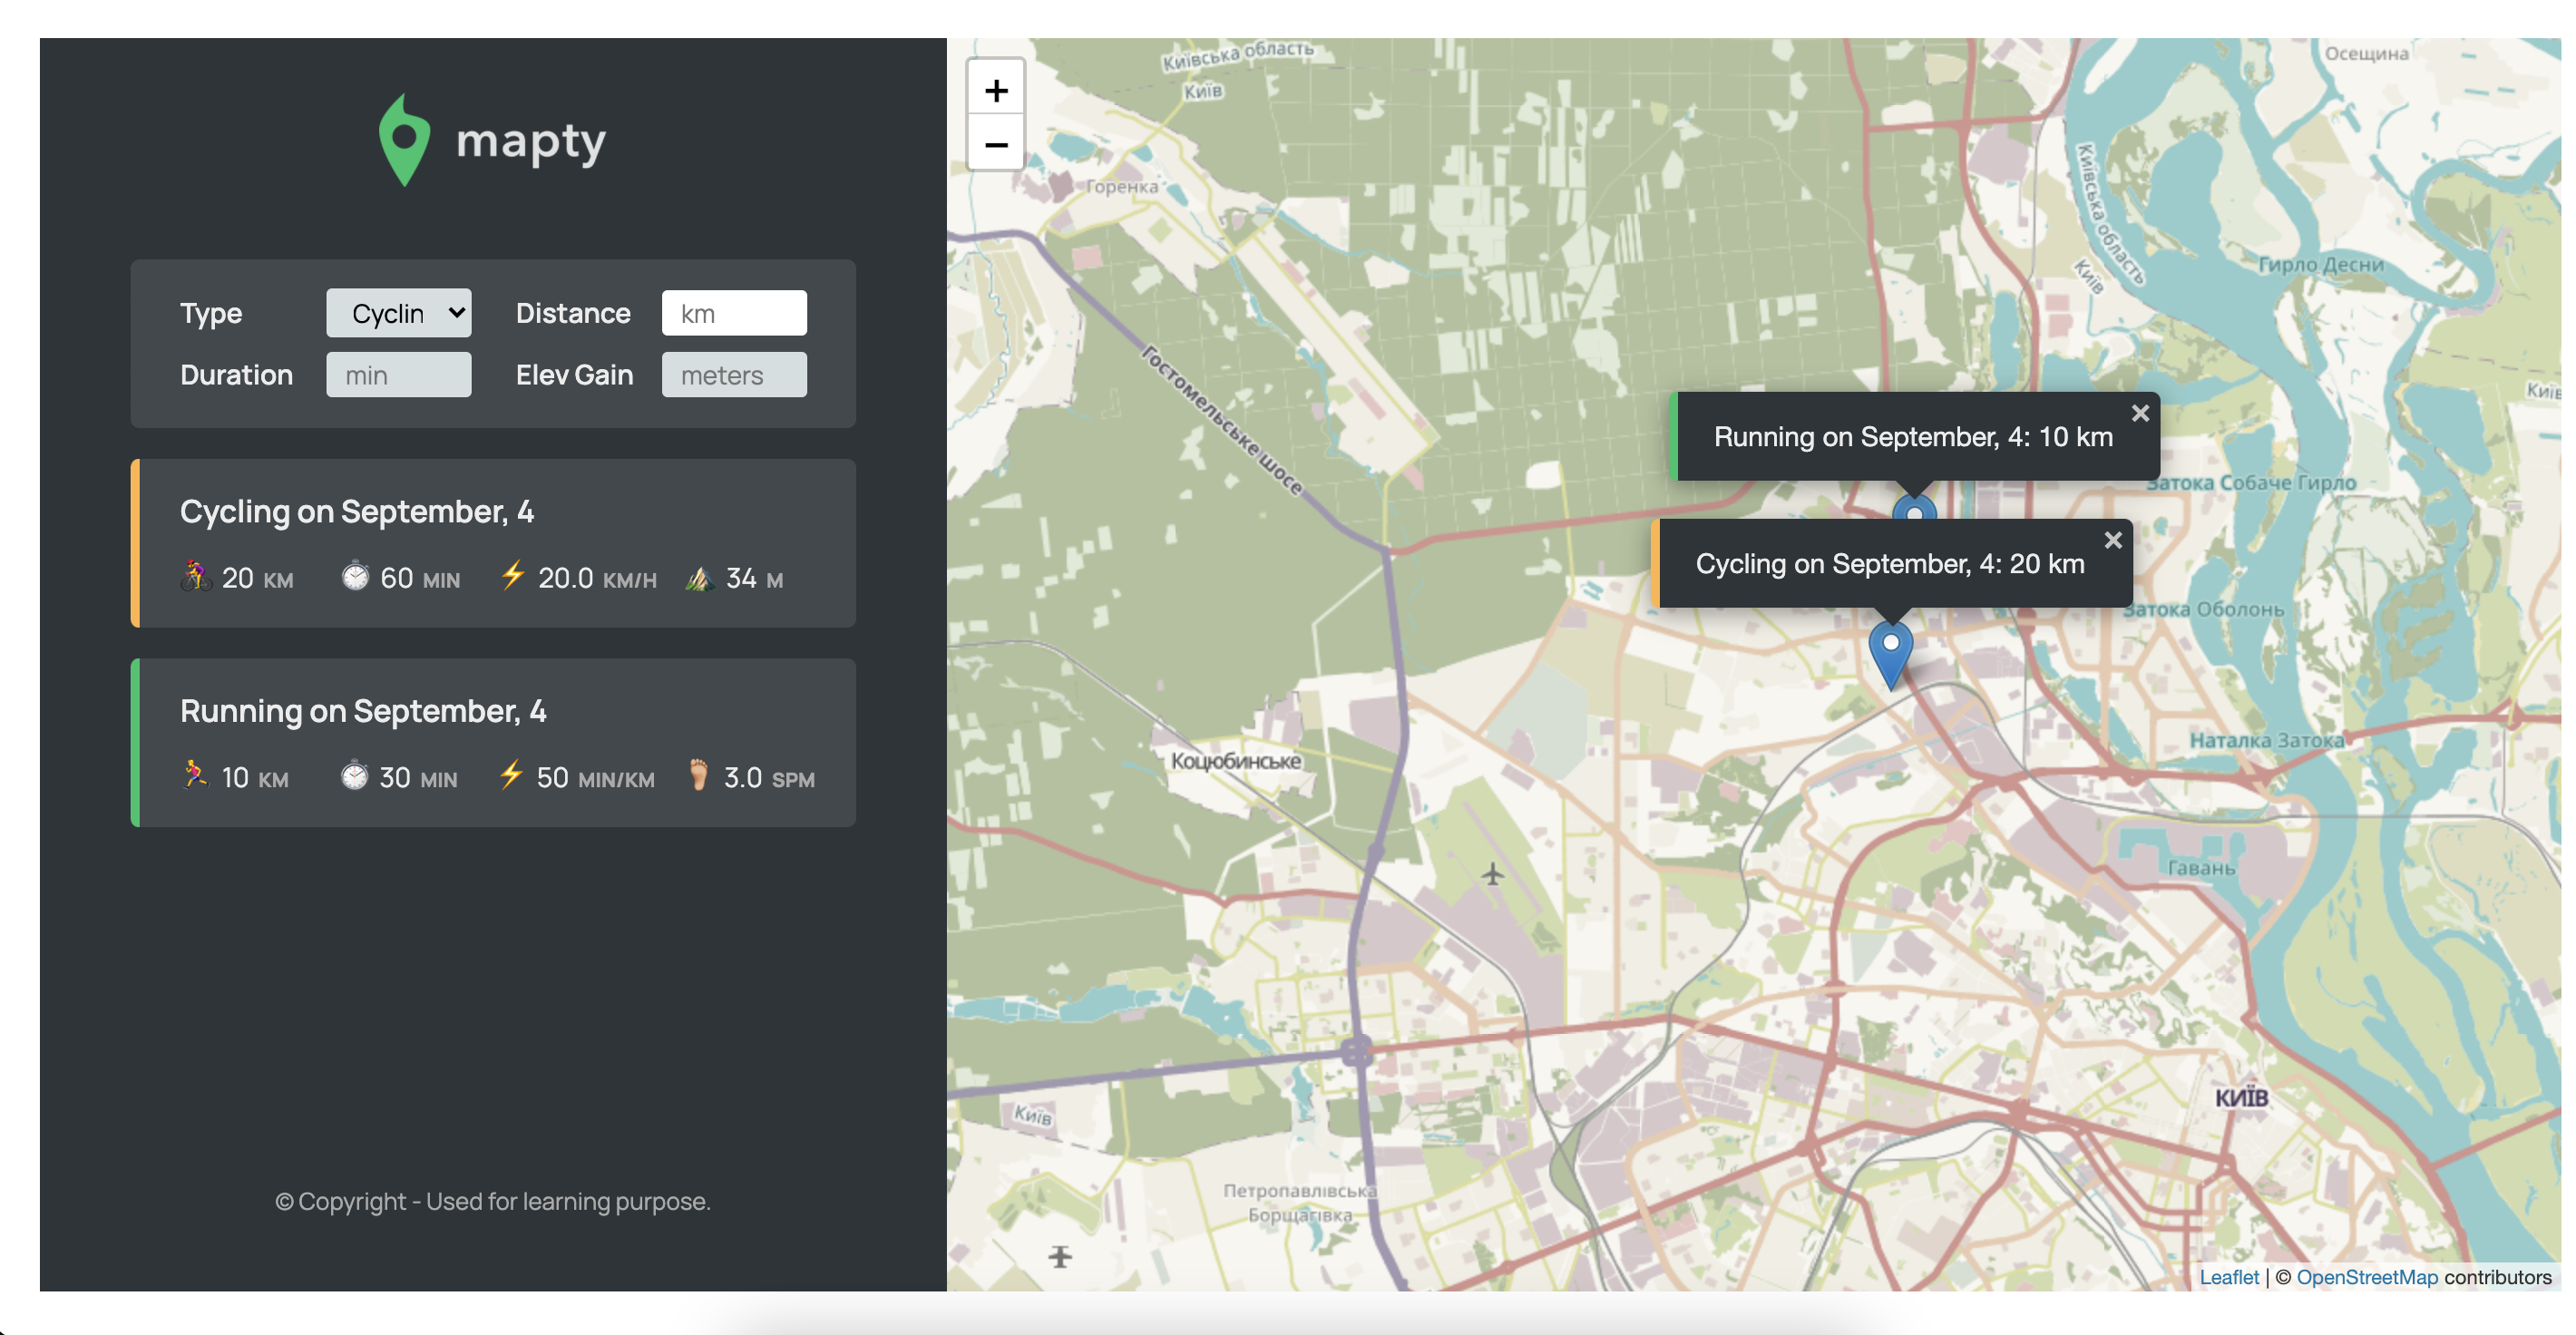 mapty
Type Cyclin Distance km
Duration min Elev Gain meters
Cycling on September, 4
20 KM 60 MIN 20.0 KM/H 34 M
Running on September, 4
10 KM 30 MIN 50 MIN/KM 3.0 SPM
© Copyright - Used for learning purpose.
+
−
Київська область
Київ
Осещина
Горенка
Київська область
Київ
Гирло Десни
Гостомельське шосе
Running on September, 4: 10 km ×
Затока Собаче Гирло
Cycling on September, 4: 20 km ×
Затока Оболонь
Наталка Затока
Коцюбинське
Гавань
КИЇВ
Київ
Петропавлівська
Борщагівка
Leaflet | © OpenStreetMap contributors